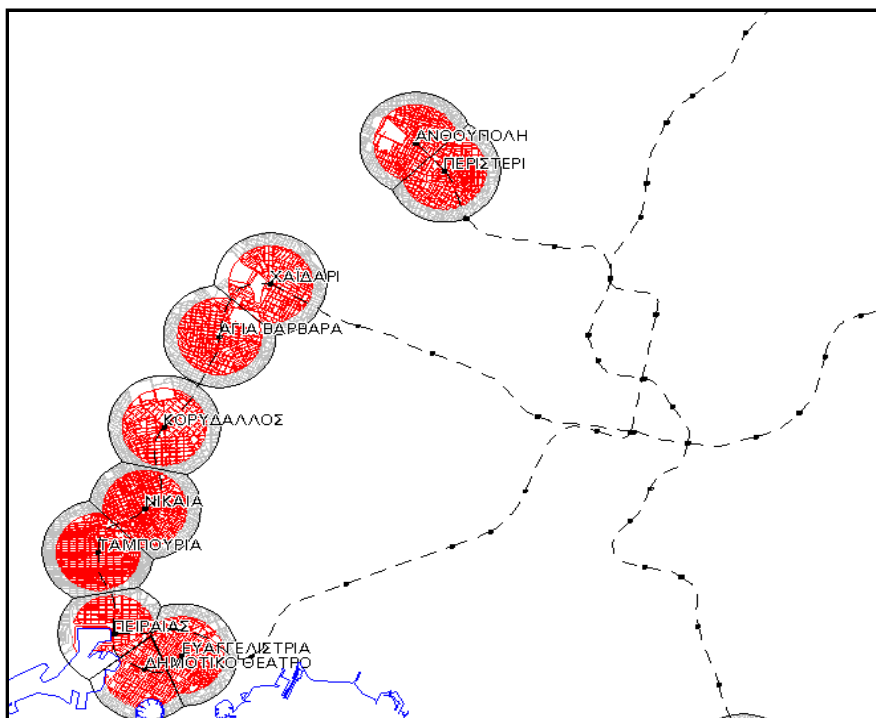 ΑΝΘΟΥΠΟΛΗ
ΠΕΡΙΣΤΕΡΙ
ΧΑΙΔΑΡΙ
ΑΓΙΑ ΒΑΡΒΑΡΑ
ΚΟΡΥΔΑΛΛΟΣ
ΝΙΚΑΙΑ
ΤΑΜΠΟΥΡΙΑ
ΠΕΙΡΑΙΑΣ
ΕΥΑΓΓΕΛΙΣΤΡΙΑ
ΔΗΜΟΤΙΚΟ ΘΕΑΤΡΟ